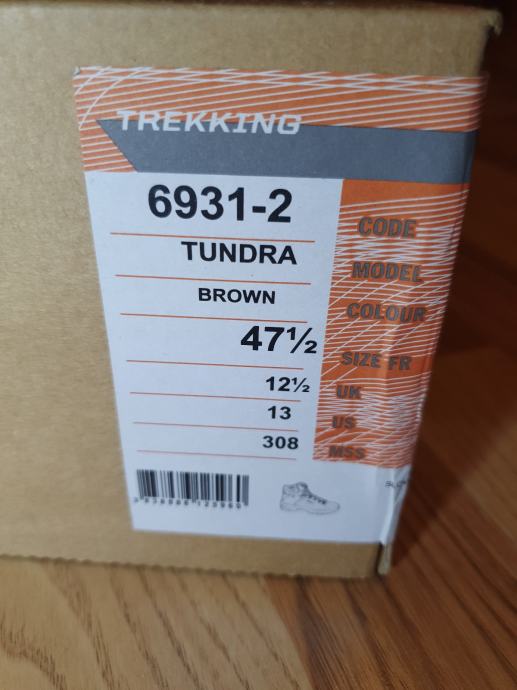 TREKKING
6931-2 CODE
TUNDRA MODEL
BROWN COLOUR
47½ SIZE FR
12½ UK
13 US
308 MSS